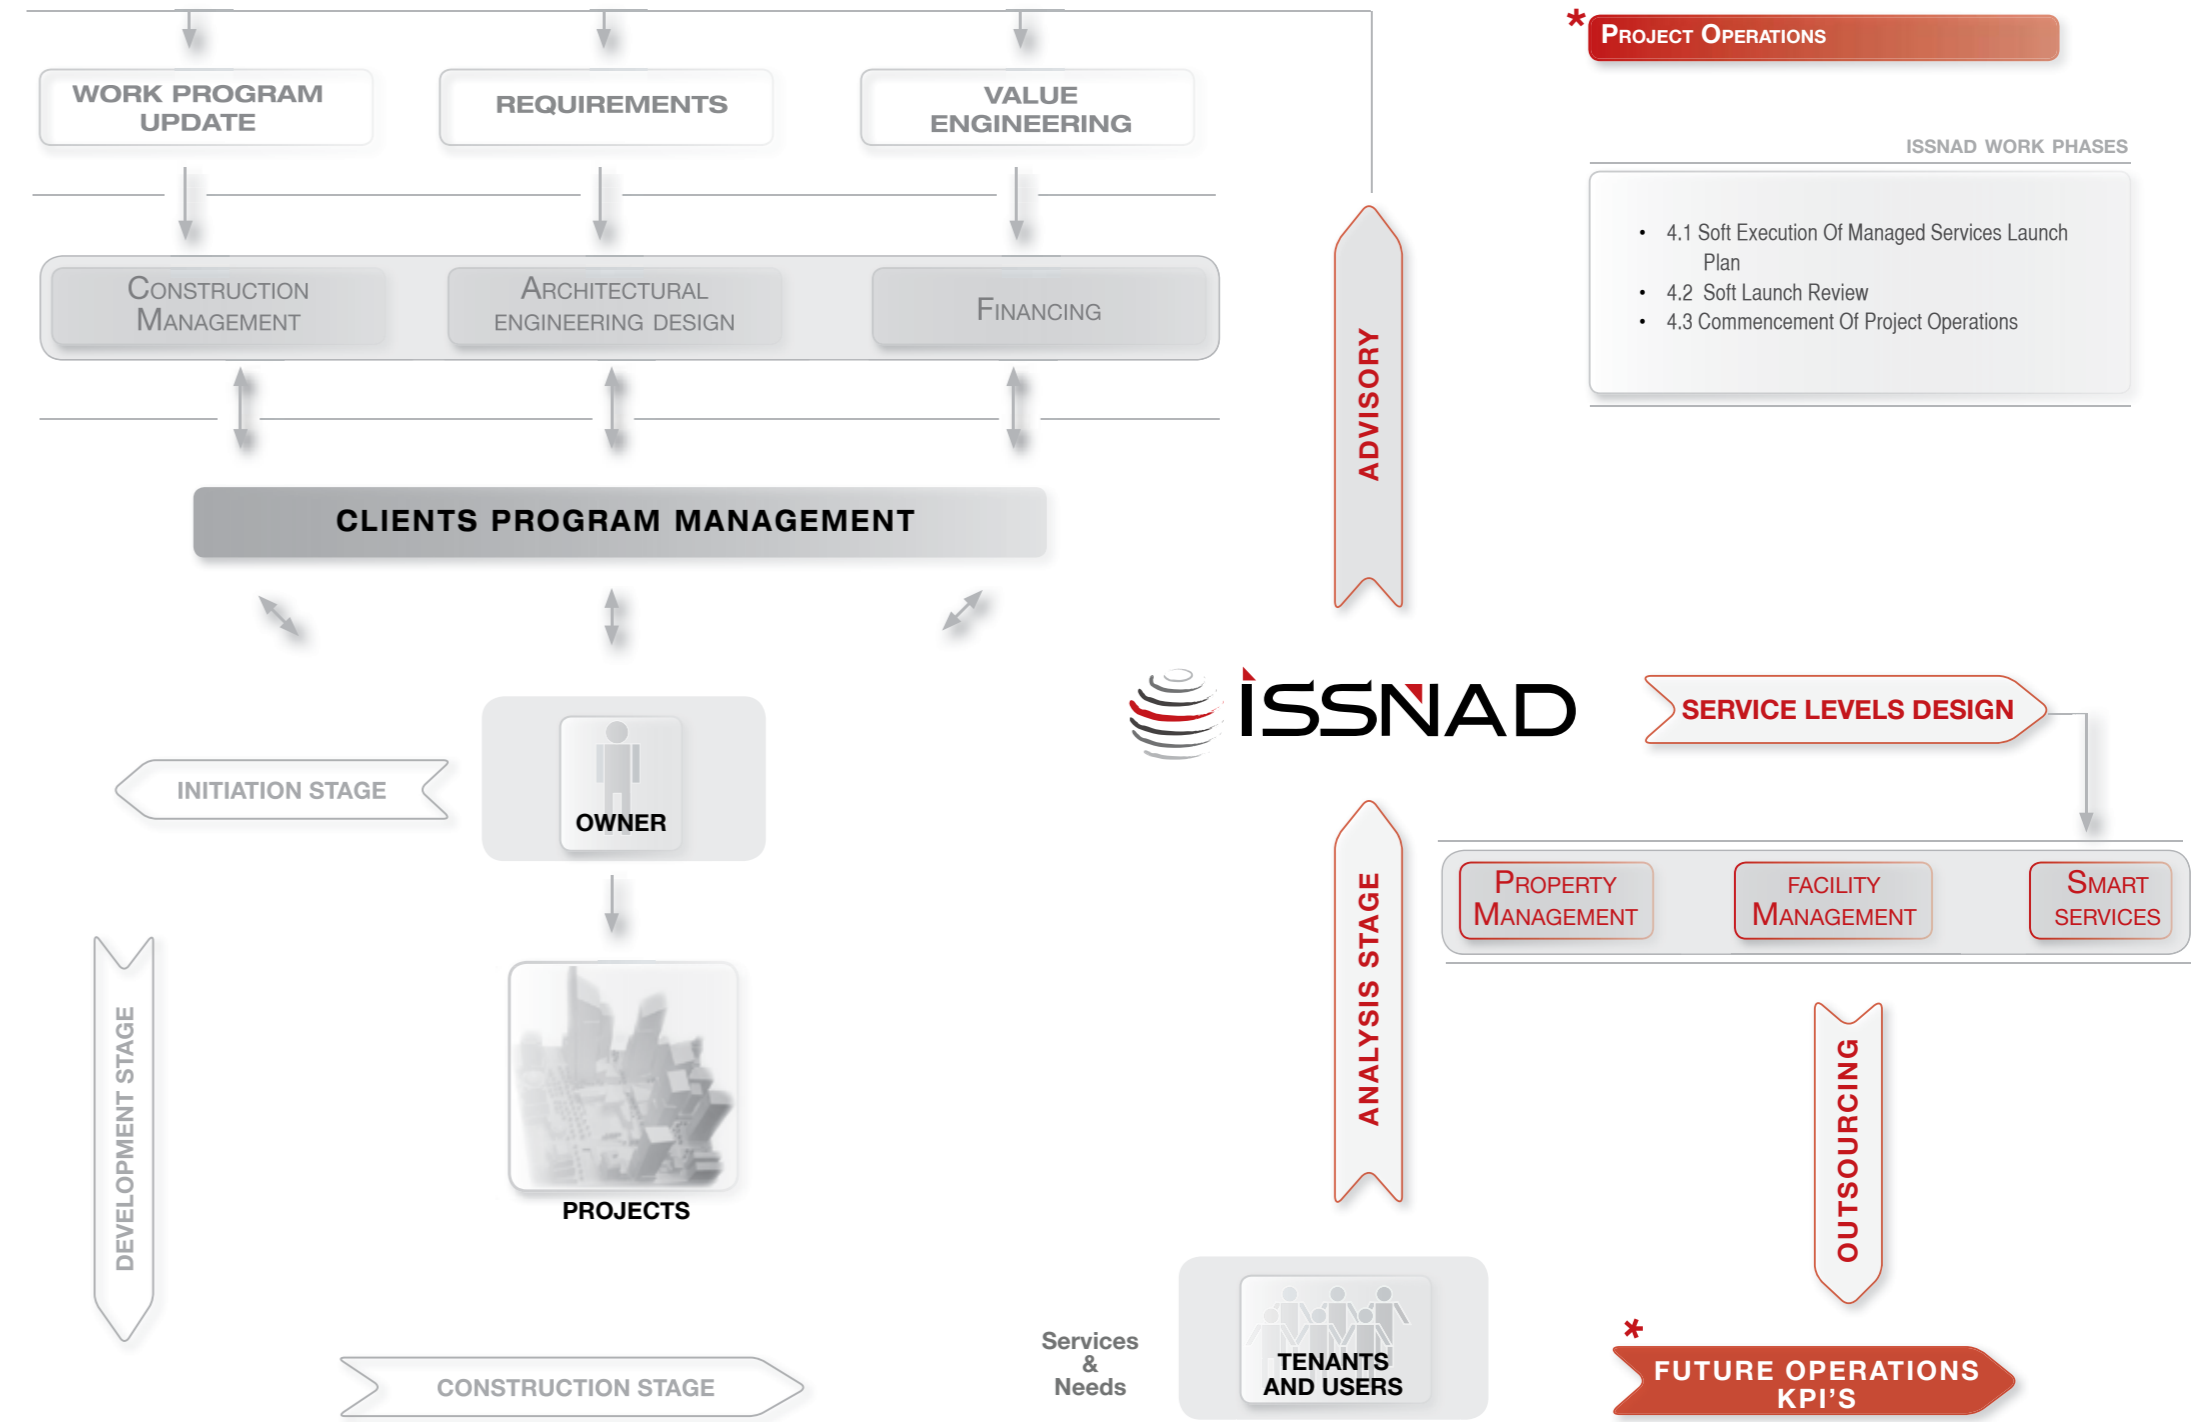 WORK PROGRAM
UPDATE
REQUIREMENTS
VALUE
ENGINEERING
* PROJECT OPERATIONS
ISSNAD WORK PHASES
• 4.1 Soft Execution Of Managed Services Launch
Plan
• 4.2 Soft Launch Review
• 4.3 Commencement Of Project Operations
CONSTRUCTION
MANAGEMENT
ARCHITECTURAL
ENGINEERING DESIGN
FINANCING
ADVISORY
CLIENTS PROGRAM MANAGEMENT
ISSNAD
SERVICE LEVELS DESIGN
INITIATION STAGE
OWNER
PROPERTY
MANAGEMENT
FACILITY
MANAGEMENT
SMART
SERVICES
ANALYSIS STAGE
DEVELOPMENT STAGE
PROJECTS
OUTSOURCING
CONSTRUCTION STAGE
Services
&
Needs
TENANTS
AND USERS
*
FUTURE OPERATIONS
KPI'S